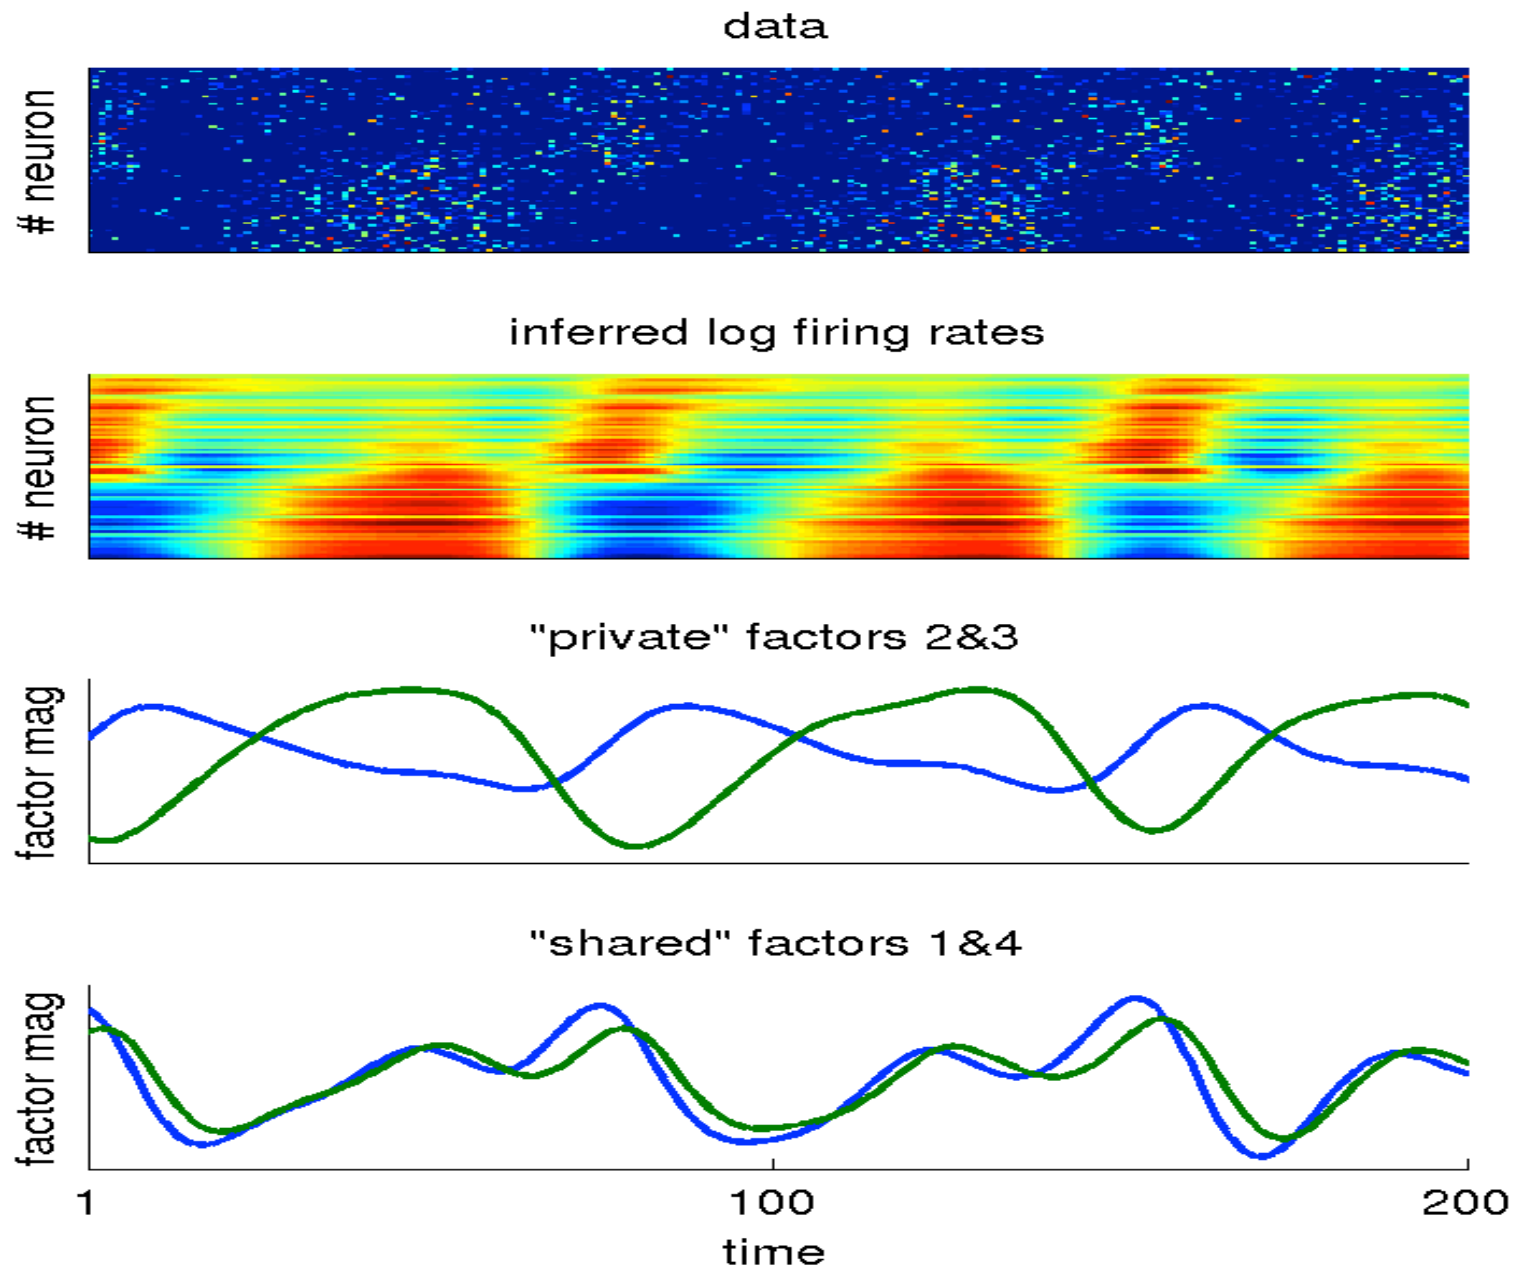 data
# neuron
inferred log firing rates
# neuron
"private" factors 2&3
factor mag
"shared" factors 1&4
factor mag
1 100 200
time